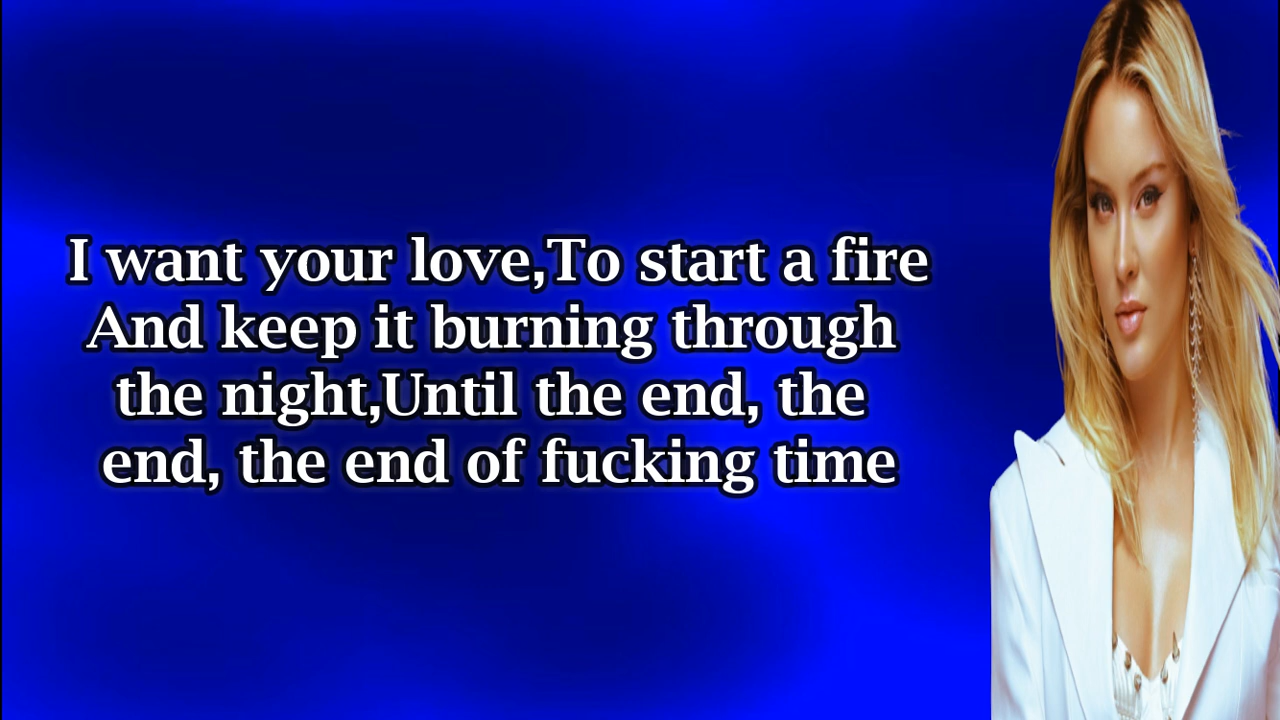 I want your love,To start a fire
And keep it burning through
the night,Until the end, the
end, the end of fucking time